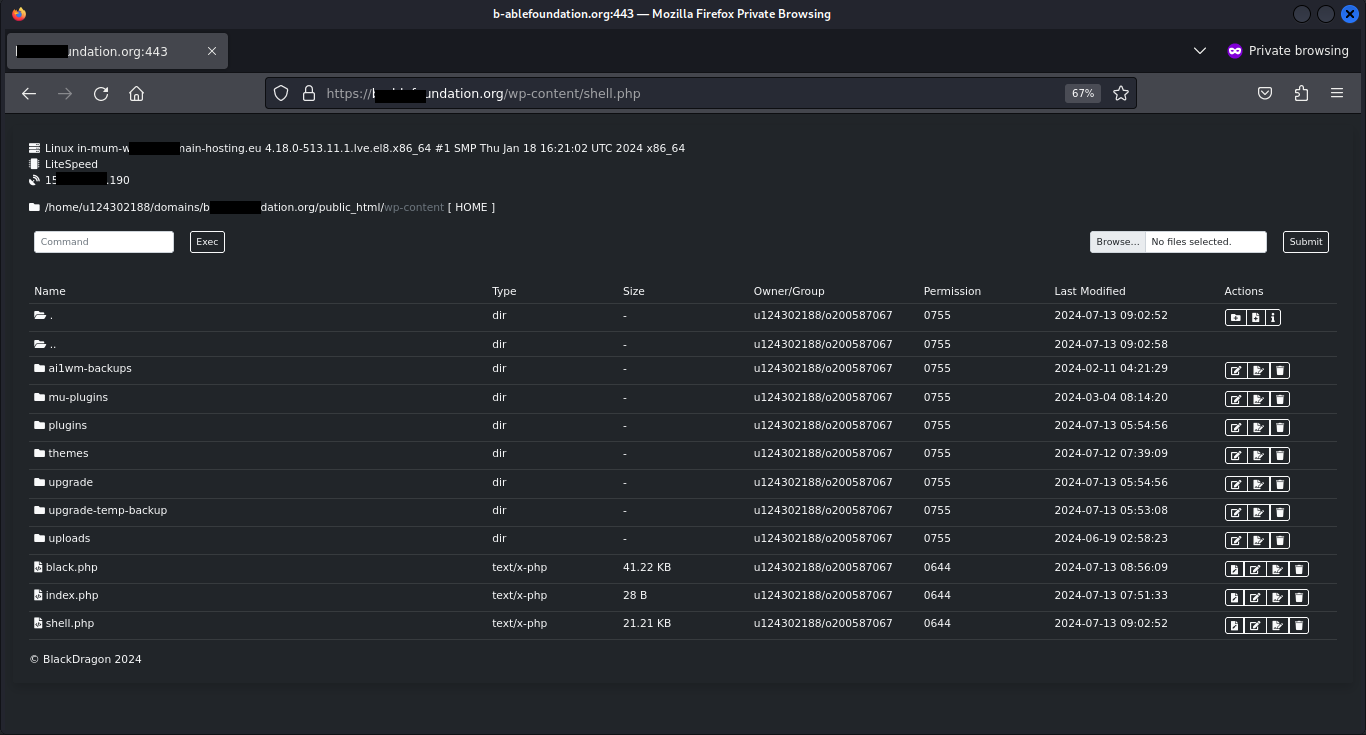 b-ablefoundation.org:443 — Mozilla Firefox Private Browsing
undation.org:443
Private browsing
https:// undation.org/wp-content/shell.php 67%
Linux in-mum-w main-hosting.eu 4.18.0-513.11.1.lve.el8.x86_64 #1 SMP Thu Jan 18 16:21:02 UTC 2024 x86_64
LiteSpeed
15 .190
/home/u124302188/domains/b dation.org/public_html/wp-content [ HOME ]
Command Exec Browse... No files selected. Submit
Name Type Size Owner/Group Permission Last Modified Actions
. dir - u124302188/o200587067 0755 2024-07-13 09:02:52
.. dir - u124302188/o200587067 0755 2024-07-13 09:02:58
ai1wm-backups dir - u124302188/o200587067 0755 2024-02-11 04:21:29
mu-plugins dir - u124302188/o200587067 0755 2024-03-04 08:14:20
plugins dir - u124302188/o200587067 0755 2024-07-13 05:54:56
themes dir - u124302188/o200587067 0755 2024-07-12 07:39:09
upgrade dir - u124302188/o200587067 0755 2024-07-13 05:54:56
upgrade-temp-backup dir - u124302188/o200587067 0755 2024-07-13 05:53:08
uploads dir - u124302188/o200587067 0755 2024-06-19 02:58:23
black.php text/x-php 41.22 KB u124302188/o200587067 0644 2024-07-13 08:56:09
index.php text/x-php 28 B u124302188/o200587067 0644 2024-07-13 07:51:33
shell.php text/x-php 21.21 KB u124302188/o200587067 0644 2024-07-13 09:02:52
© BlackDragon 2024